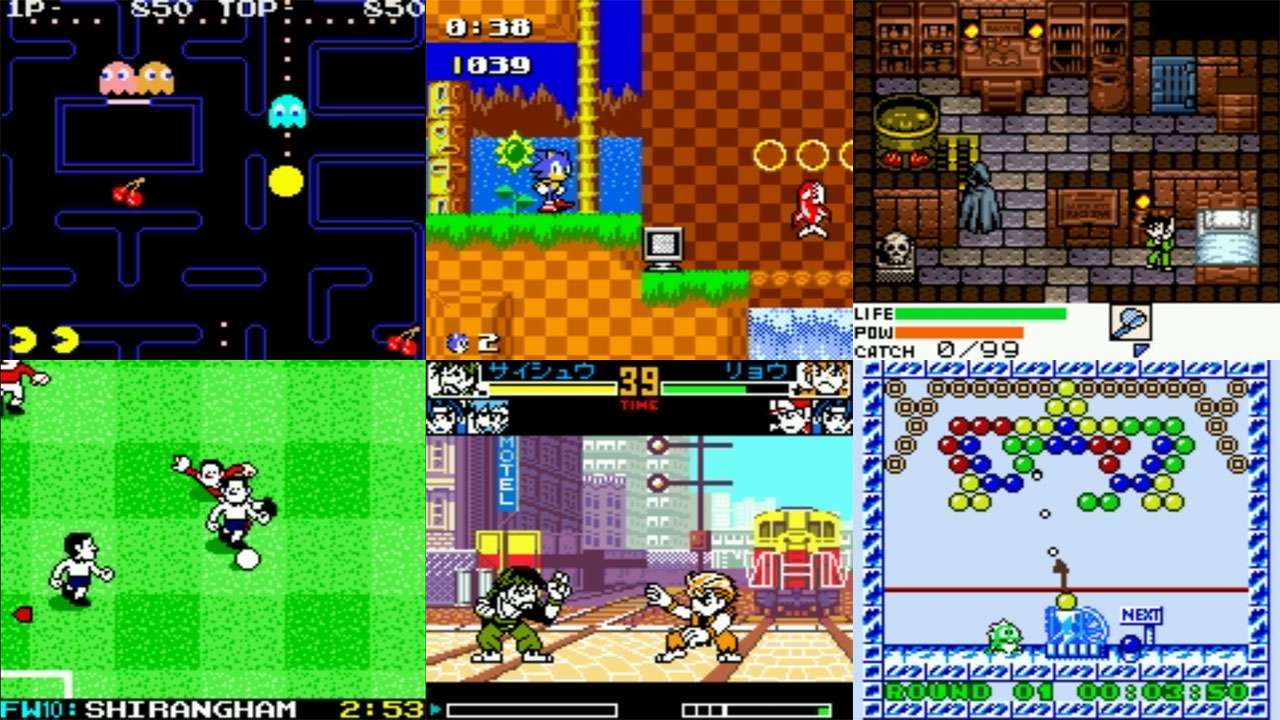 1P- 850 TOP: 850
0:38
1039
2
LIFE
POW
CATCH 0/99
FW10: SHIRANGHAM 2:53
サイシュウ 39 リョウ
TIME
MOTEL
NEXT
ROUND 01 00:03:50